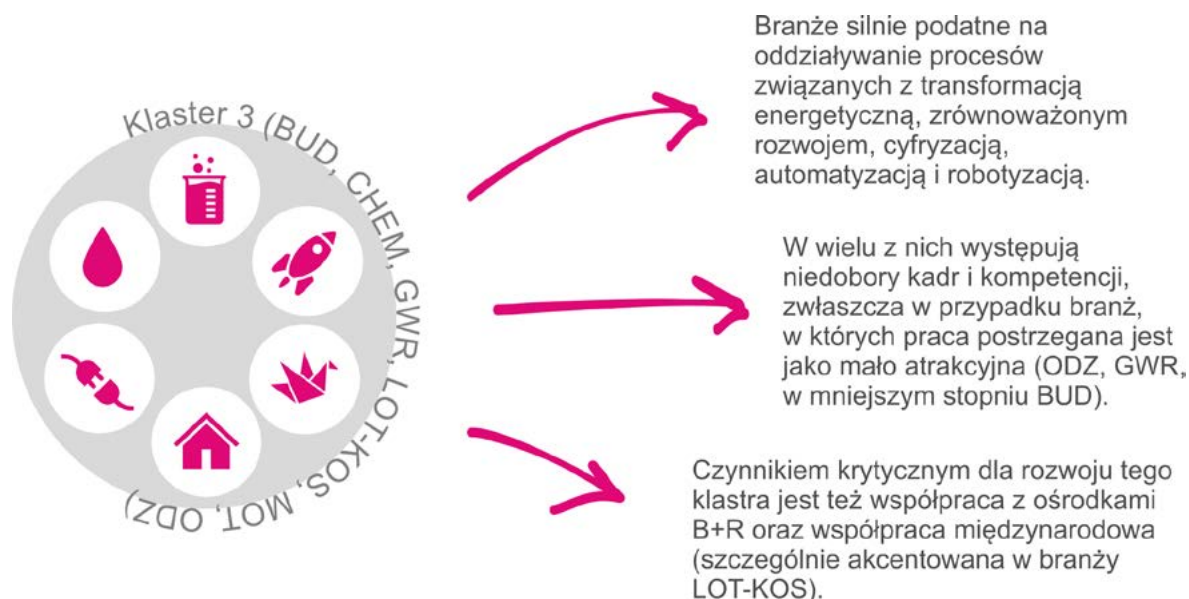 Klaster 3 (BUD, CHEM, GWR, LOT-KOS, MOT, ODZ)
Branże silnie podatne na
oddziaływanie procesów
związanych z transformacją
energetyczną, zrównoważonym
rozwojem, cyfryzacją,
automatyzacją i robotyzacją.
W wielu z nich występują
niedobory kadr i kompetencji,
zwłaszcza w przypadku branż,
w których praca postrzegana jest
jako mało atrakcyjna (ODZ, GWR,
w mniejszym stopniu BUD).
Czynnikiem krytycznym dla rozwoju tego
klastra jest też współpraca z ośrodkami
B+R oraz współpraca międzynarodowa
(szczególnie akcentowana w branży
LOT-KOS).